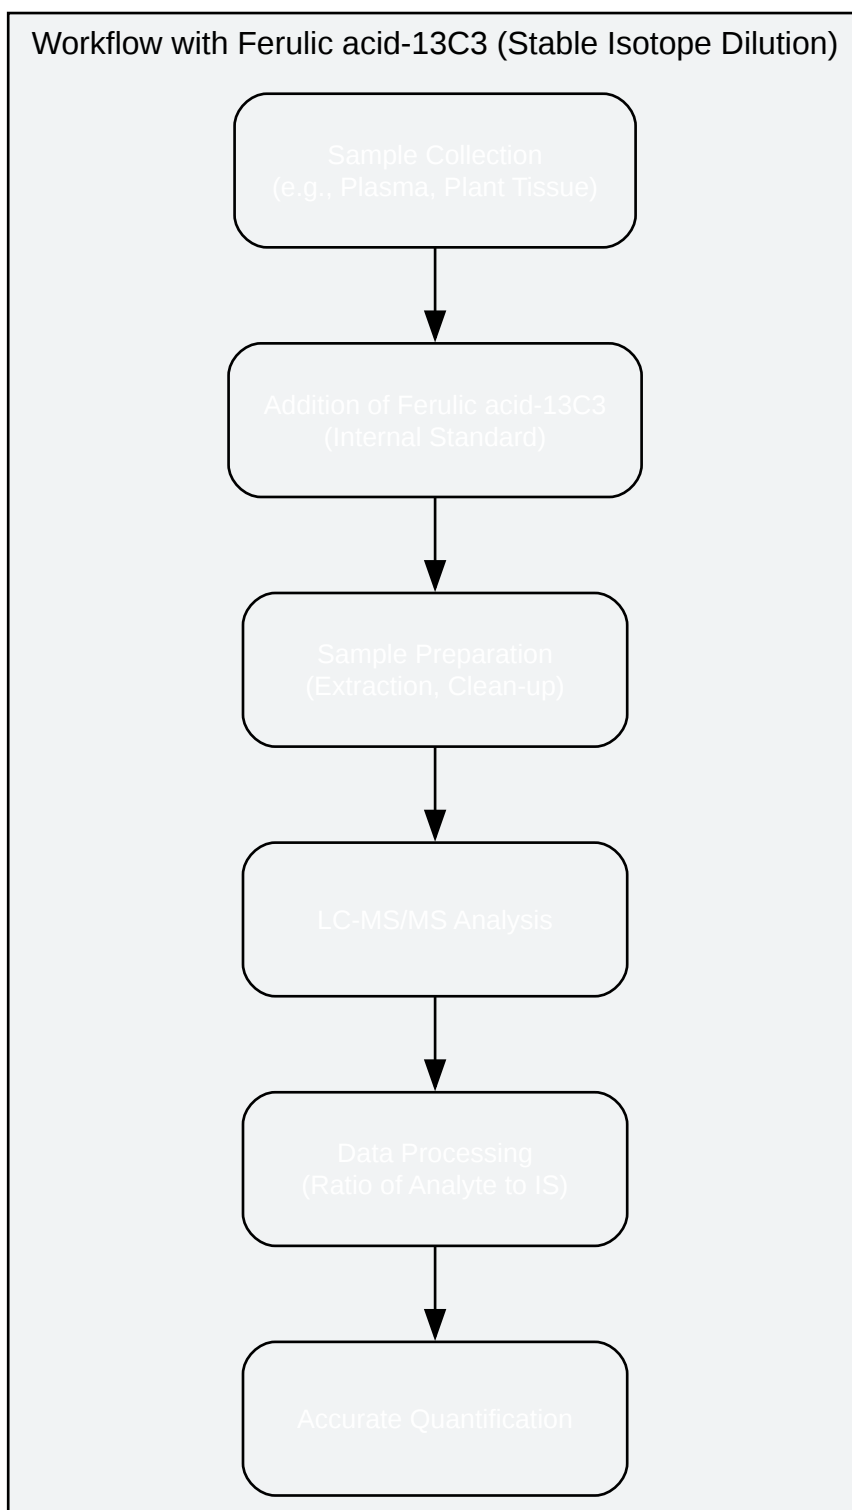 Workflow with Ferulic acid-13C3 (Stable Isotope Dilution)
Sample Collection
(e.g., Plasma, Plant Tissue)
Addition of Ferulic acid-13C3
(Internal Standard)
Sample Preparation
(Extraction, Clean-up)
LC-MS/MS Analysis
Data Processing
(Ratio of Analyte to IS)
Accurate Quantification